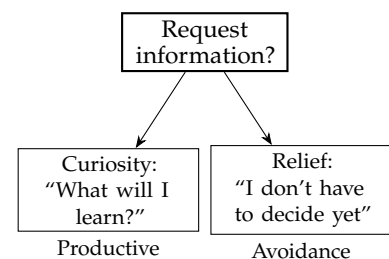 Request
information?
Curiosity:
“What will I
learn?”
Productive
Relief:
“I don’t have
to decide yet”
Avoidance